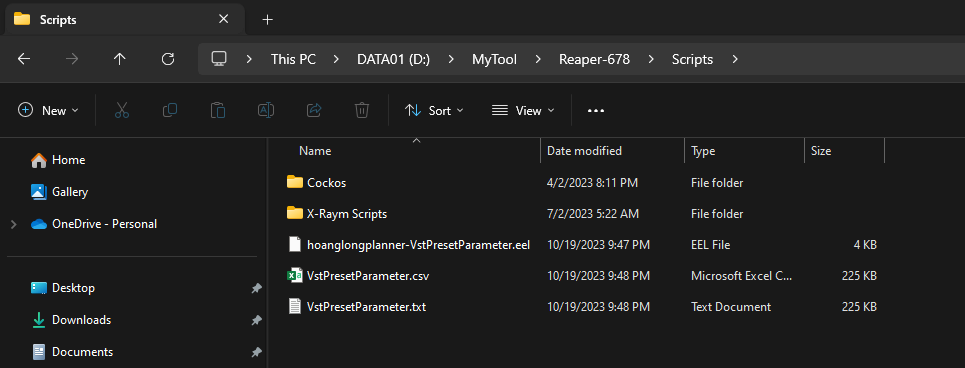 Scripts
This PC > DATA01 (D:) > MyTool > Reaper-678 > Scripts >
New Sort View
Name Date modified Type Size
Home
Gallery
OneDrive - Personal
Desktop
Downloads
Documents
Cockos 4/2/2023 8:11 PM File folder
X-Raym Scripts 7/2/2023 5:22 AM File folder
hoanglongplanner-VstPresetParameter.eel 10/19/2023 9:47 PM EEL File 4 KB
VstPresetParameter.csv 10/19/2023 9:48 PM Microsoft Excel C... 225 KB
VstPresetParameter.txt 10/19/2023 9:48 PM Text Document 225 KB